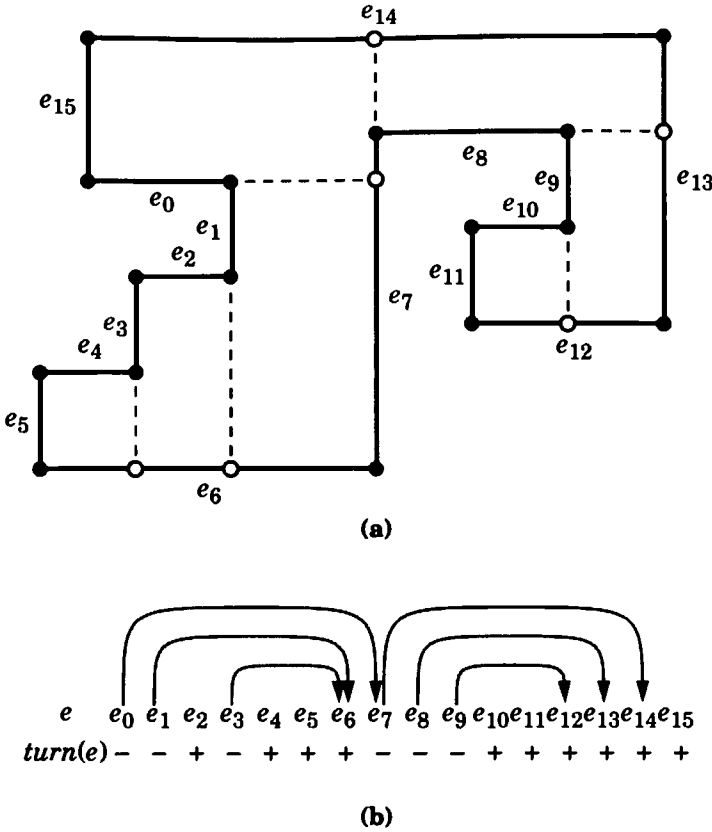 e14
e15
e8
e13
e0
e9
e1
e10
e2
e11
e7
e3
e12
e4
e5
e6
(a)
e e0 e1 e2 e3 e4 e5 e6 e7 e8 e9 e10 e11 e12 e13 e14 e15
turn(e) − − + − + + + − − − + + + + + +
(b)